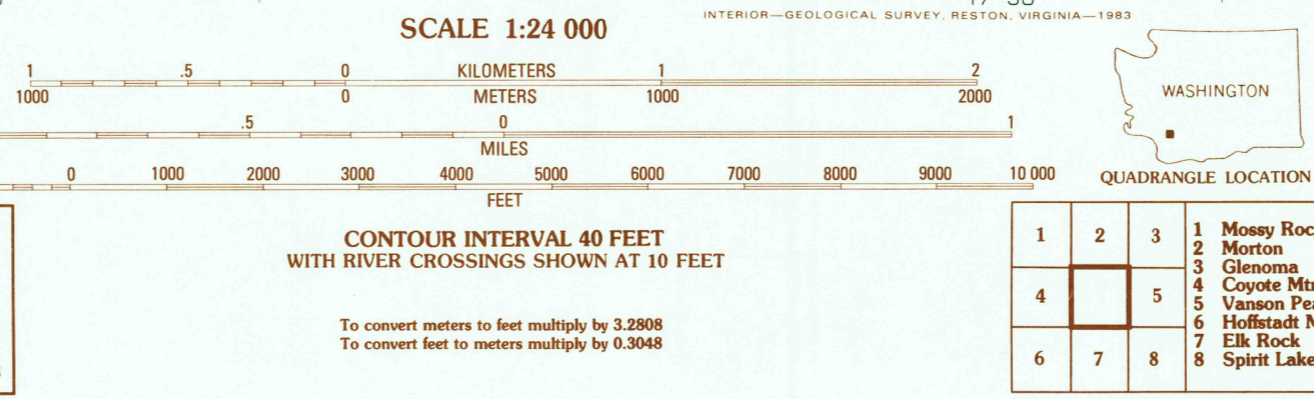 INTERIOR—GEOLOGICAL SURVEY, RESTON, VIRGINIA—1983
SCALE 1:24 000
1 .5 0 KILOMETERS 1 2
1000 0 METERS 1000 2000
.5 0 1
MILES
0 1000 2000 3000 4000 5000 6000 7000 8000 9000 10 000
FEET
CONTOUR INTERVAL 40 FEET
WITH RIVER CROSSINGS SHOWN AT 10 FEET
To convert meters to feet multiply by 3.2808
To convert feet to meters multiply by 0.3048
WASHINGTON
QUADRANGLE LOCATION
1 2 3
4 5
6 7 8
1 Mossy Roc
2 Morton
3 Glenoma
4 Coyote Mtn
5 Vanson Pea
6 Hoffstadt M
7 Elk Rock
8 Spirit Lake